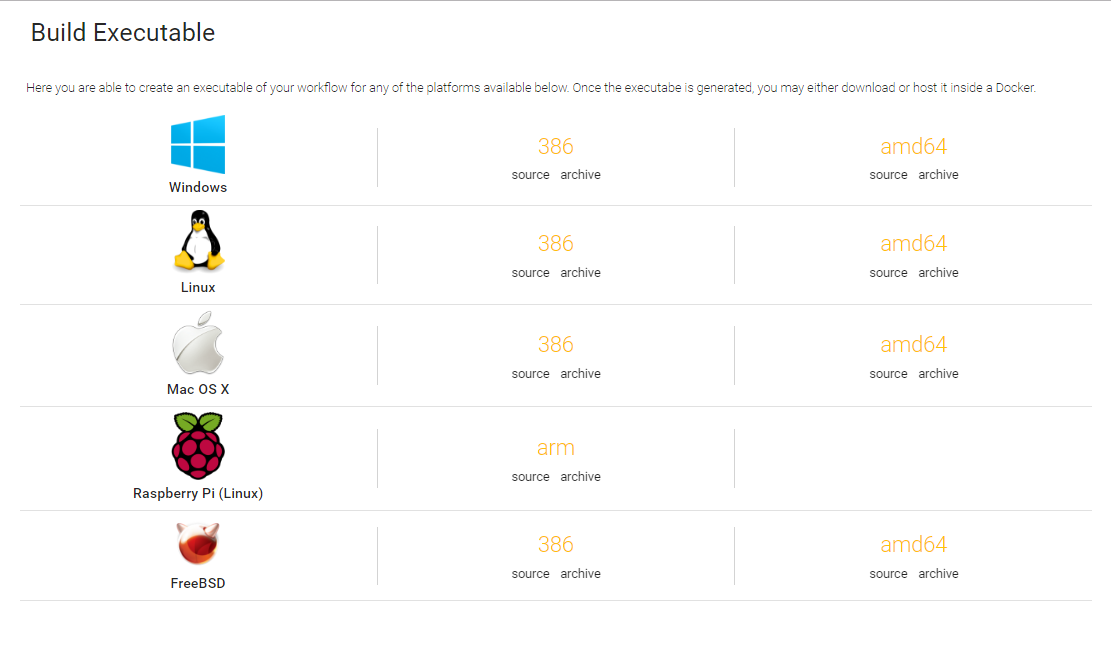 Build Executable
Here you are able to create an executable of your workflow for any of the platforms available below. Once the executabe is generated, you may either download or host it inside a Docker.
Windows
386
source archive
amd64
source archive
Linux
386
source archive
amd64
source archive
Mac OS X
386
source archive
amd64
source archive
Raspberry Pi (Linux)
arm
source archive
FreeBSD
386
source archive
amd64
source archive